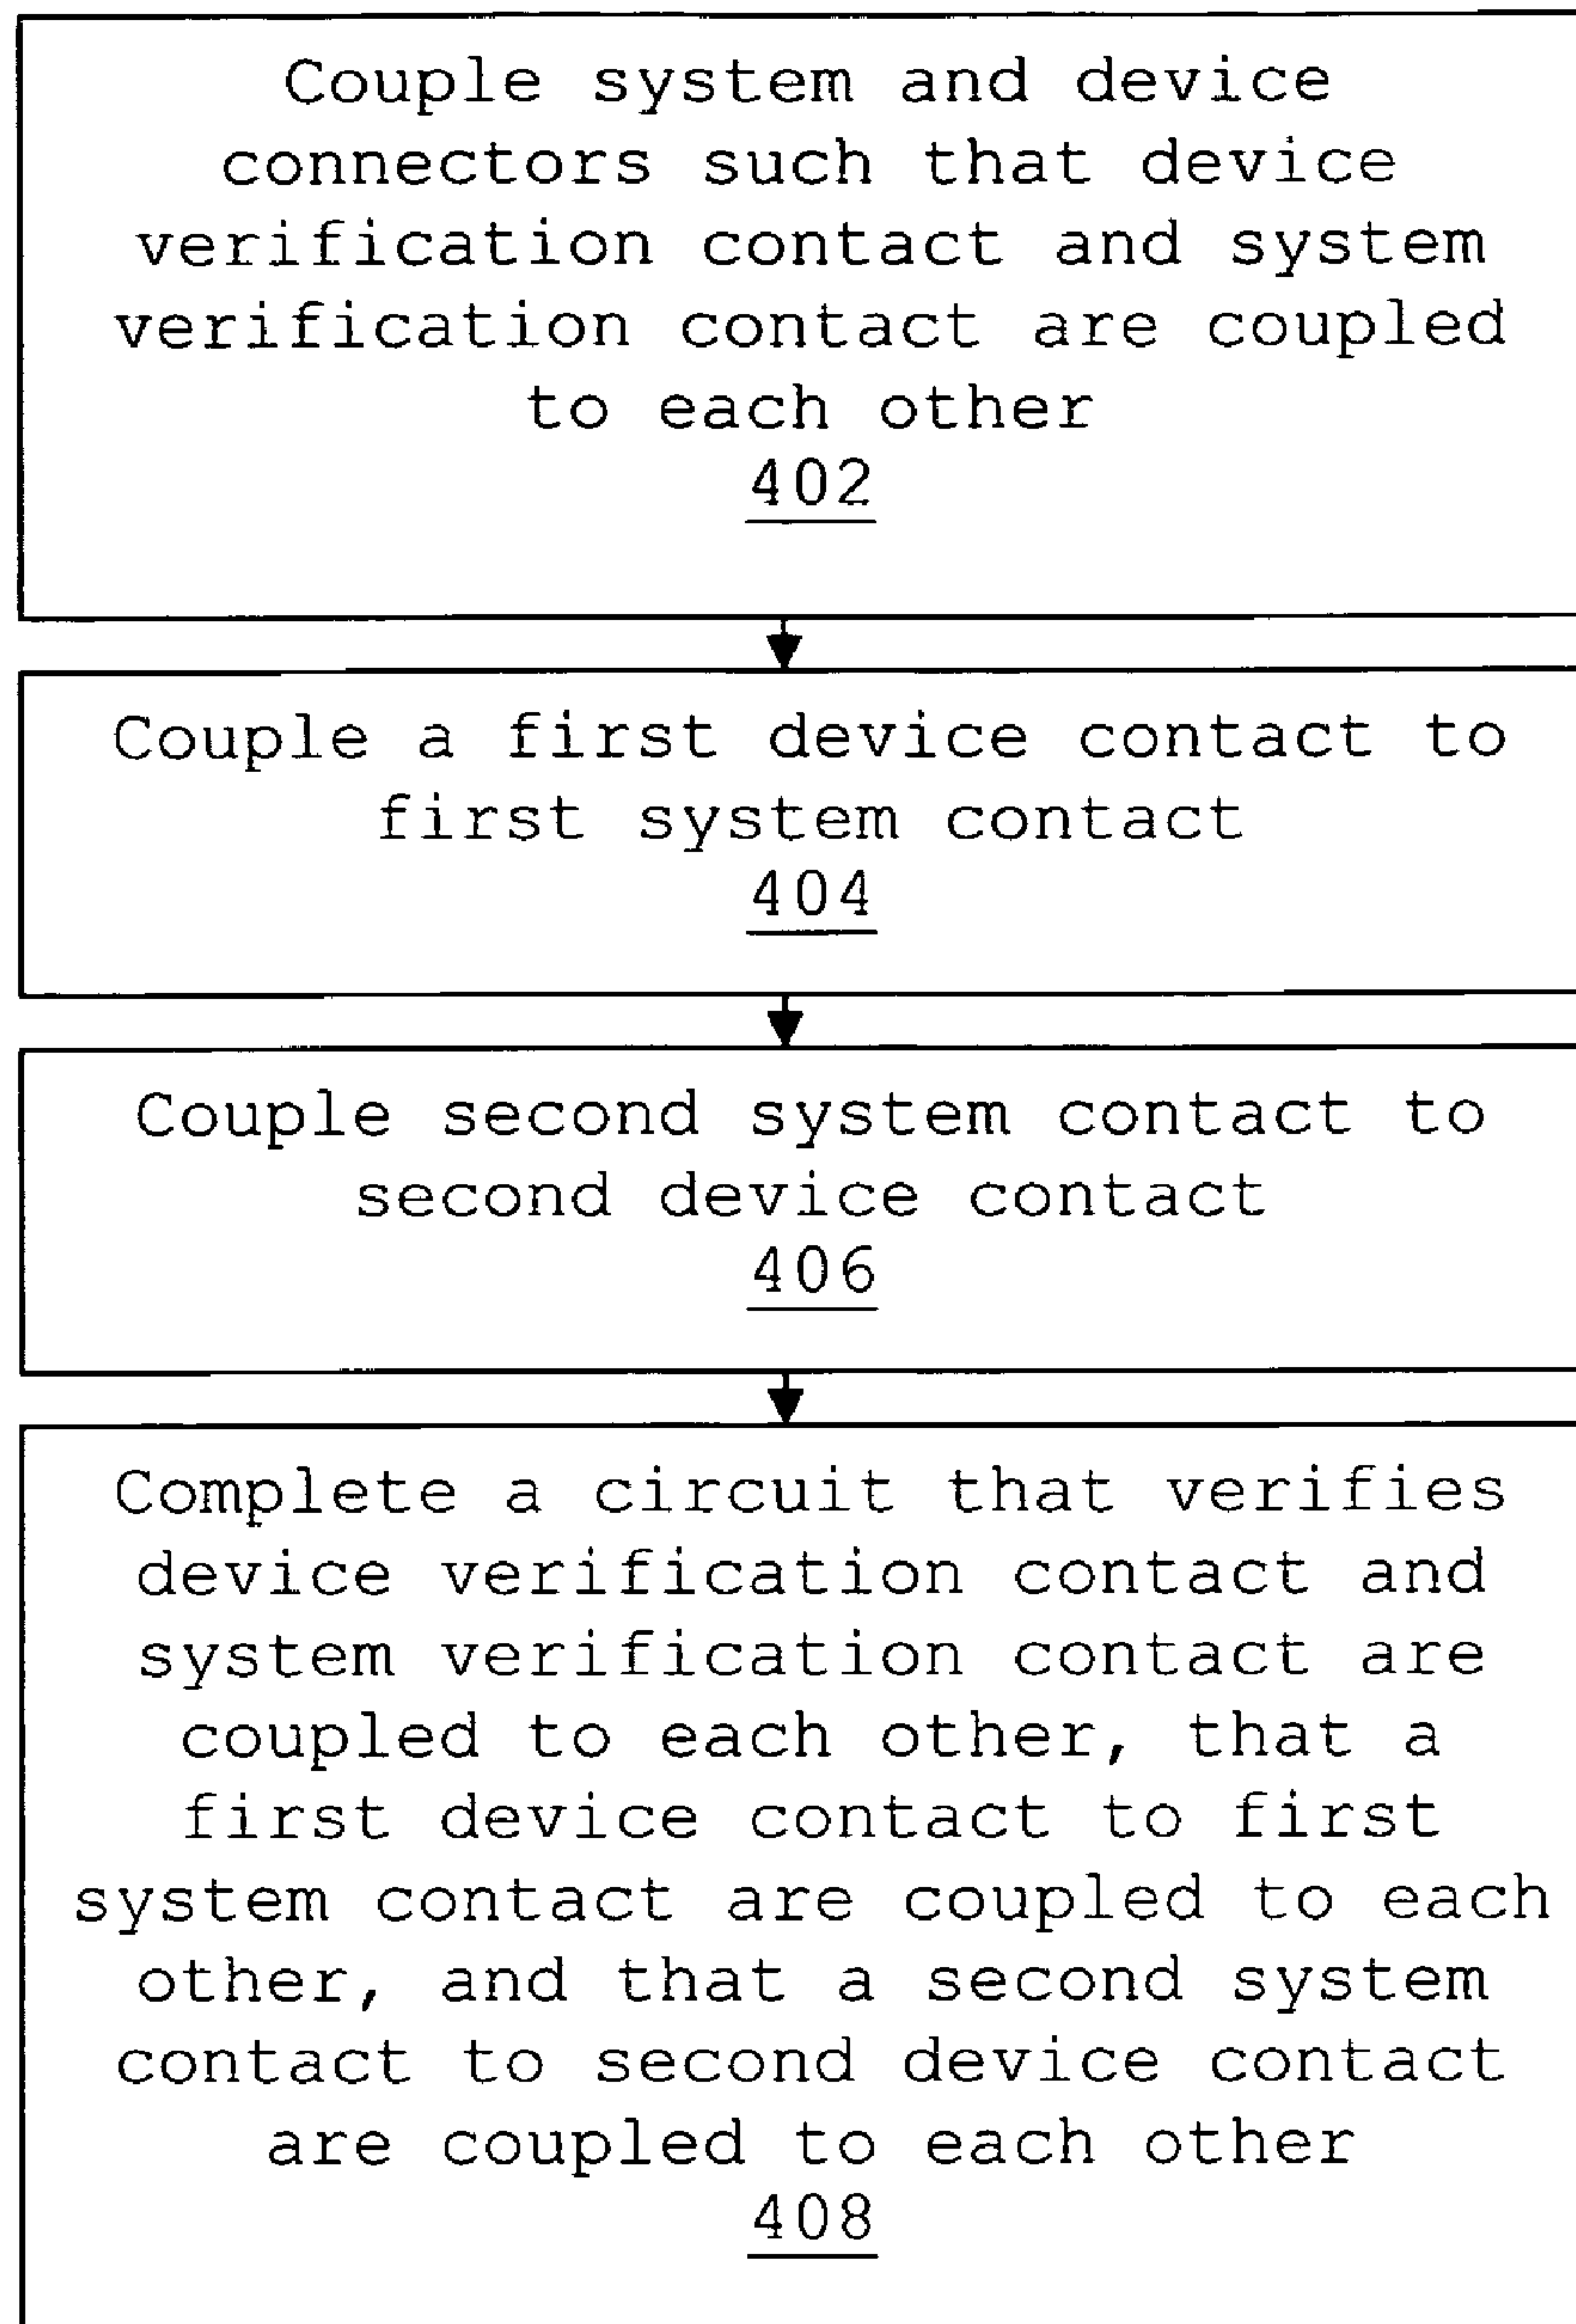 Couple system and device
connectors such that device
verification contact and system
verification contact are coupled
to each other
402
Couple a first device contact to
first system contact
404
Couple second system contact to
second device contact
406
Complete a circuit that verifies
device verification contact and
system verification contact are
coupled to each other, that a
first device contact to first
system contact are coupled to each
other, and that a second system
contact to second device contact
are coupled to each other
408